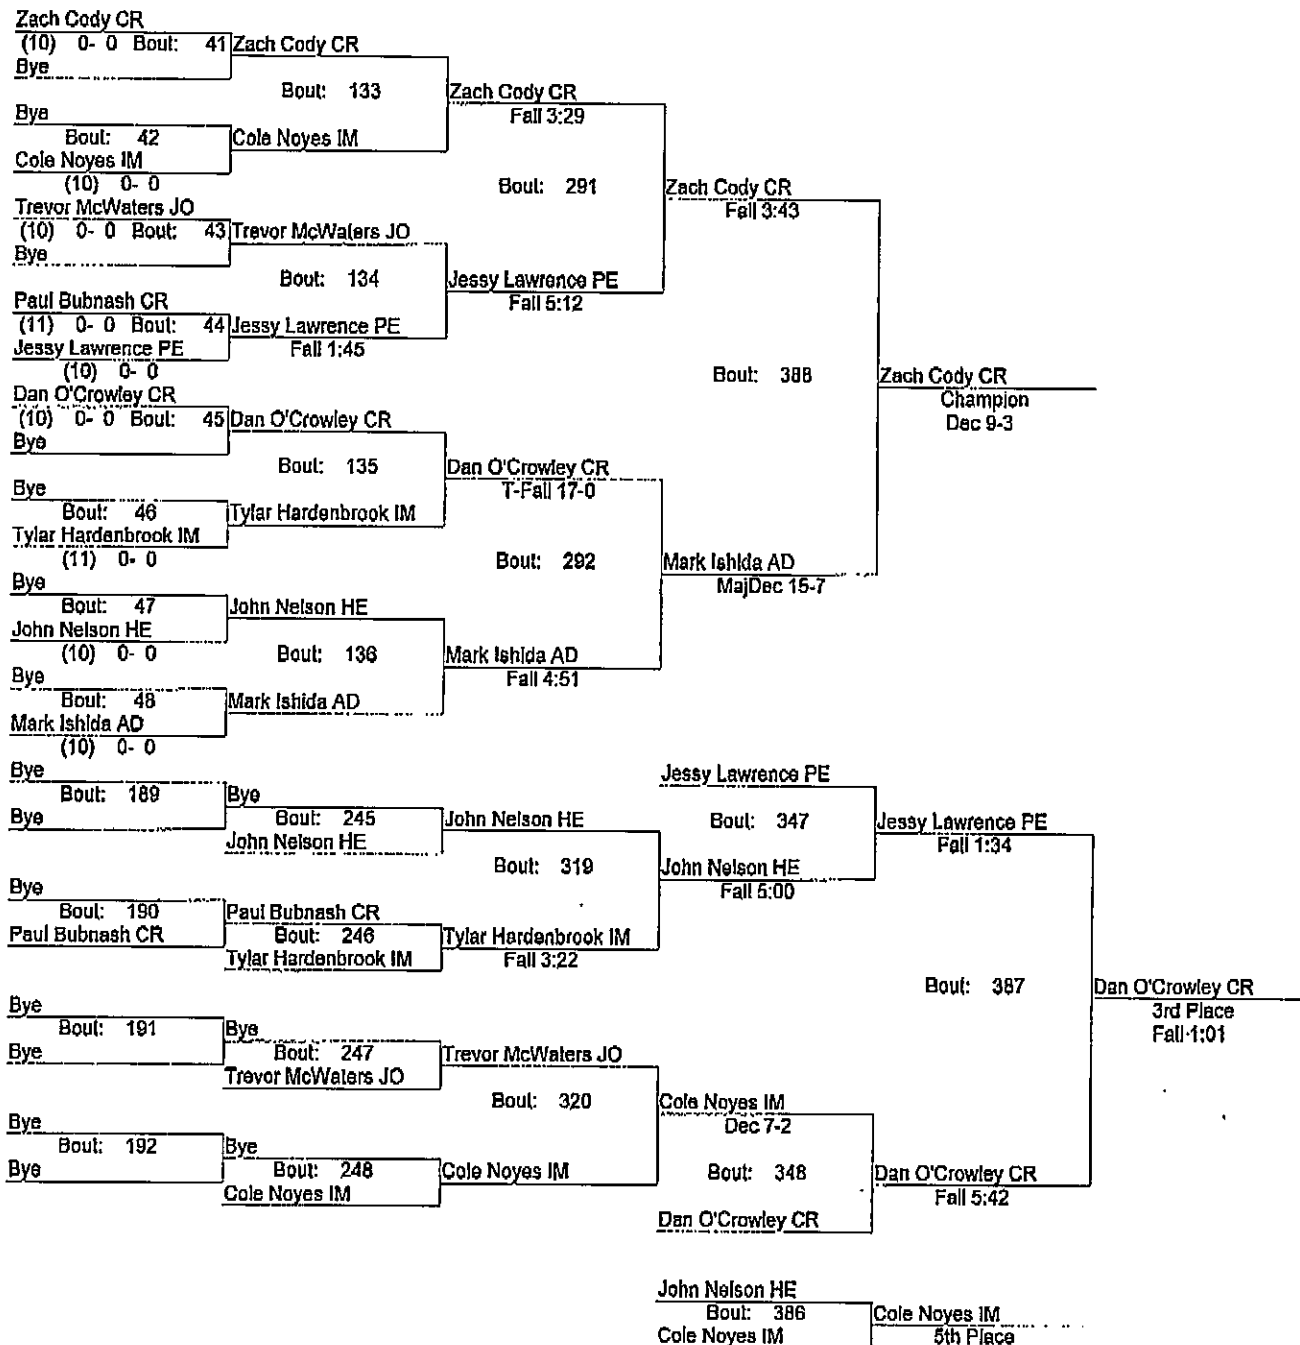 Zach Cody CR
(10) 0- 0 Bout: 41 Zach Cody CR
Bye
Bout: 133 Zach Cody CR
Fall 3:29
Bye
Bout: 42 Cole Noyes IM
Cole Noyes IM
(10) 0- 0
Bout: 291 Zach Cody CR
Fall 3:43
Trevor McWaters JO
(10) 0- 0 Bout: 43 Trevor McWaters JO
Bye
Bout: 134 Jessy Lawrence PE
Fall 5:12
Paul Bubnash CR
(11) 0- 0 Bout: 44 Jessy Lawrence PE
Jessy Lawrence PE Fall 1:45
(10) 0- 0
Bout: 388 Zach Cody CR
Champion
Dec 9-3
Dan O'Crowley CR
(10) 0- 0 Bout: 45 Dan O'Crowley CR
Bye
Bout: 135 Dan O'Crowley CR
T-Fall 17-0
Bye
Bout: 46 Tylar Hardenbrook IM
Tylar Hardenbrook IM
(11) 0- 0
Bout: 292 Mark Ishida AD
MajDec 15-7
Bye
Bout: 47 John Nelson HE
John Nelson HE
(10) 0- 0
Bout: 136 Mark Ishida AD
Fall 4:51
Bye
Bout: 48 Mark Ishida AD
Mark Ishida AD
(10) 0- 0
Bye
Bout: 189 Bye
Bye
Bout: 245 John Nelson HE
John Nelson HE
Jessy Lawrence PE
Bout: 347 Jessy Lawrence PE
Fall 1:34
Bout: 319 John Nelson HE
Fall 5:00
Bye
Bout: 190 Paul Bubnash CR
Paul Bubnash CR
Bout: 246 Tylar Hardenbrook IM
Tylar Hardenbrook IM Fall 3:22
Bout: 387 Dan O'Crowley CR
3rd Place
Fall 1:01
Bye
Bout: 191 Bye
Bye
Bout: 247 Trevor McWaters JO
Trevor McWaters JO
Bout: 320 Cole Noyes IM
Dec 7-2
Bye
Bout: 192 Bye
Bye
Bout: 248 Cole Noyes IM
Cole Noyes IM
Bout: 348 Dan O'Crowley CR
Fall 5:42
Dan O'Crowley CR
John Nelson HE
Bout: 386 Cole Noyes IM
Cole Noyes IM 5th Place